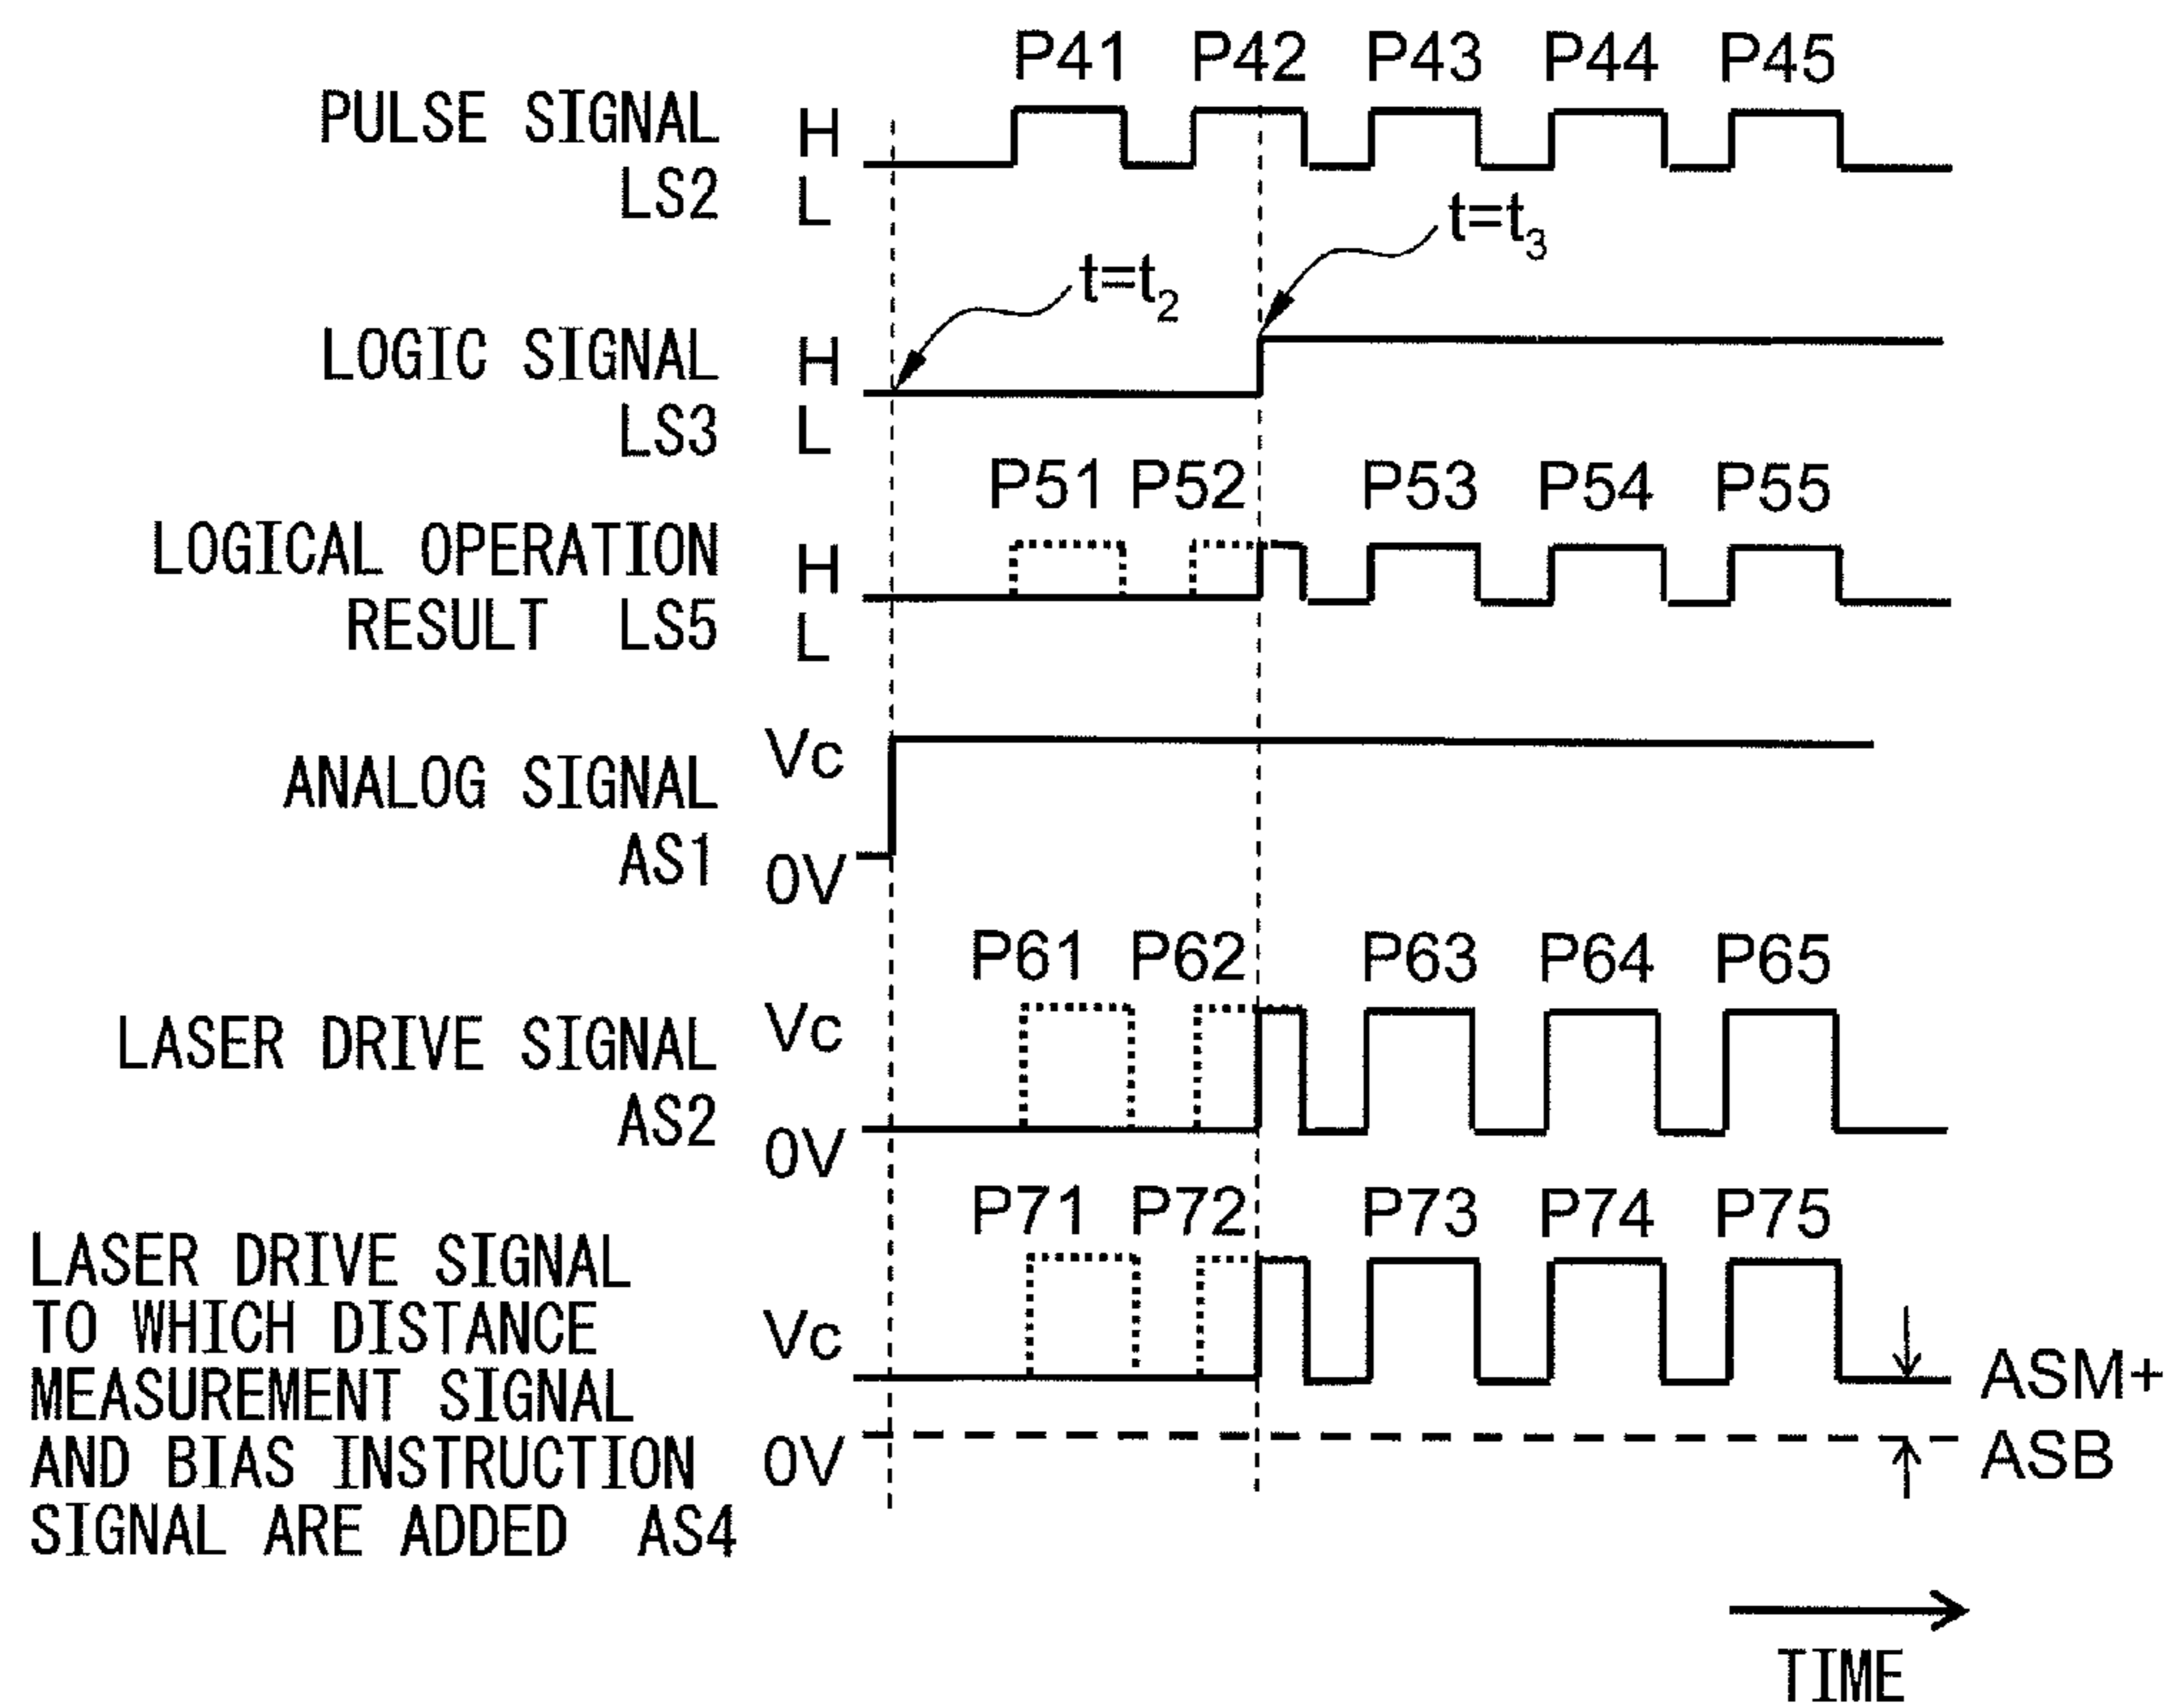 P41 P42 P43 P44 P45
PULSE SIGNAL H
LS2 L
t=t3
t=t2
LOGIC SIGNAL H
LS3 L
P51 P52 P53 P54 P55
LOGICAL OPERATION H
RESULT LS5 L
Vc
ANALOG SIGNAL
AS1 0V
P61 P62 P63 P64 P65
LASER DRIVE SIGNAL Vc
AS2 0V
P71 P72 P73 P74 P75
LASER DRIVE SIGNAL
TO WHICH DISTANCE Vc
MEASUREMENT SIGNAL ASM+
AND BIAS INSTRUCTION 0V ASB
SIGNAL ARE ADDED AS4
TIME